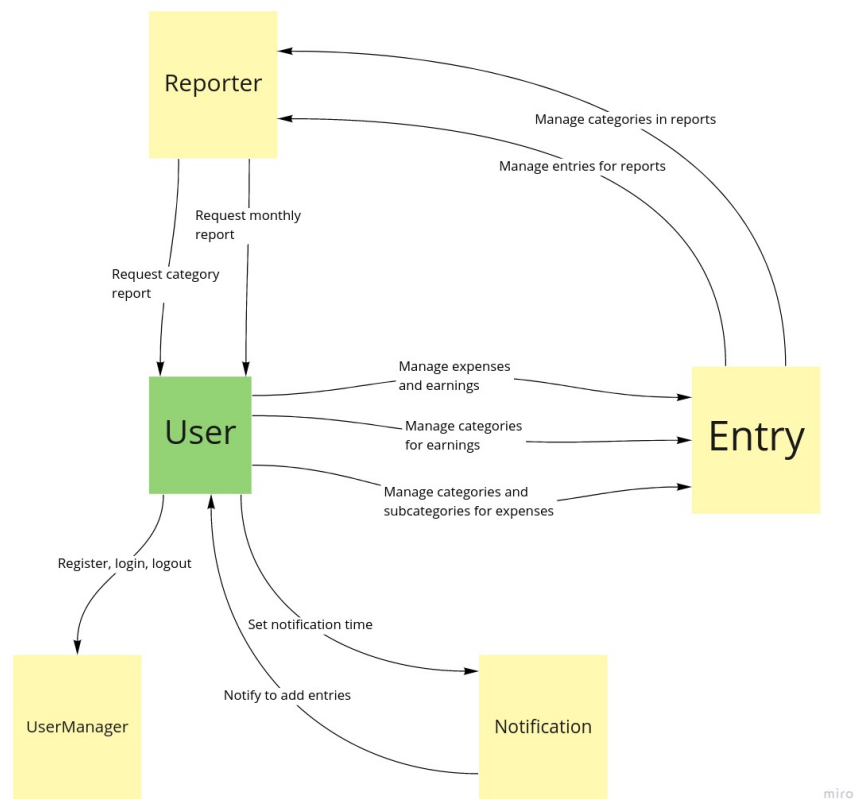 Reporter
Manage categories in reports
Manage entries for reports
Request monthly
report
Request category
report
Manage expenses
and earnings
User
Manage categories
for earnings
Entry
Manage categories and
subcategories for expenses
Register, login, logout
Set notification time
Notify to add entries
UserManager
Notification
miro